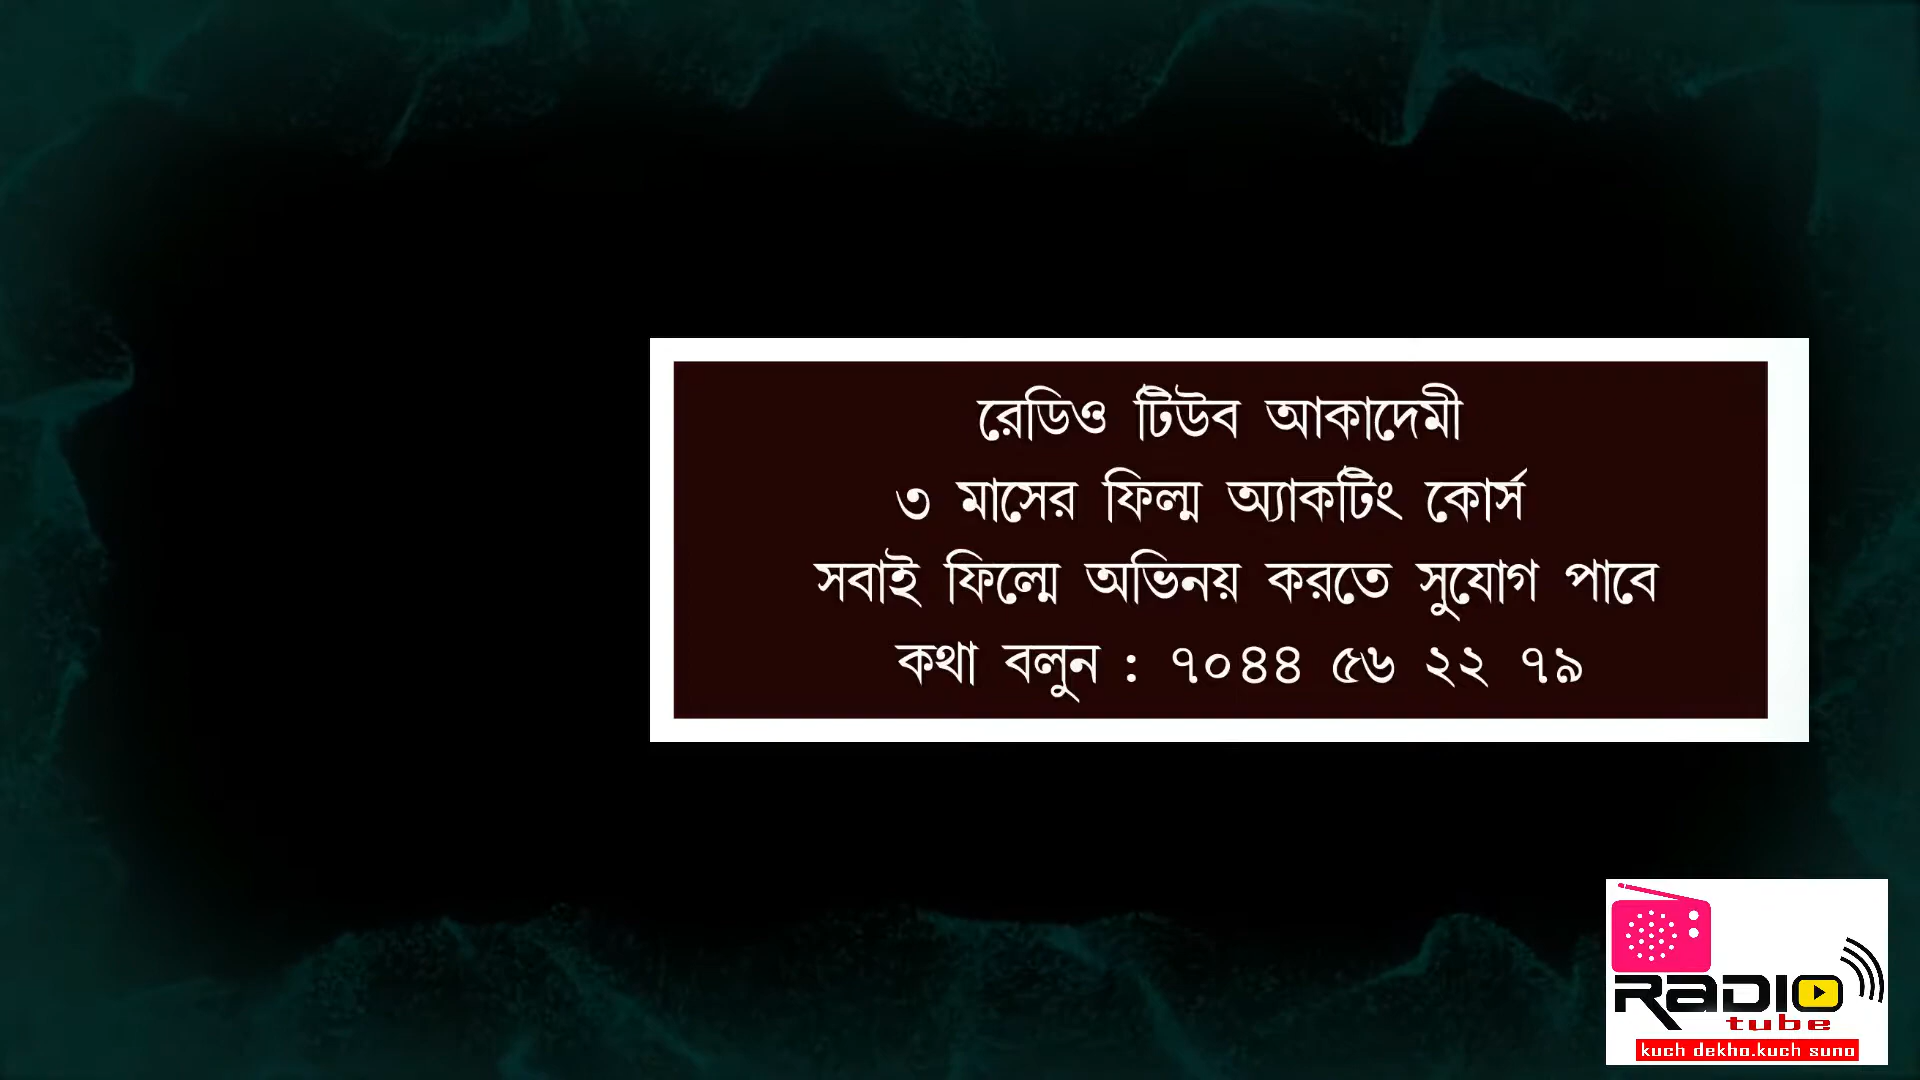 রেডিও টিউব আকাদেমী
৩ মাসের ফিল্ম অ্যাকটিং কোর্স
সবাই ফিল্মে অভিনয় করতে সুযোগ পাবে
কথা বলুন : ৭০৪৪ ৫৬ ২২ ৭৯
RADIO
tube
kuch dekho.kuch suno